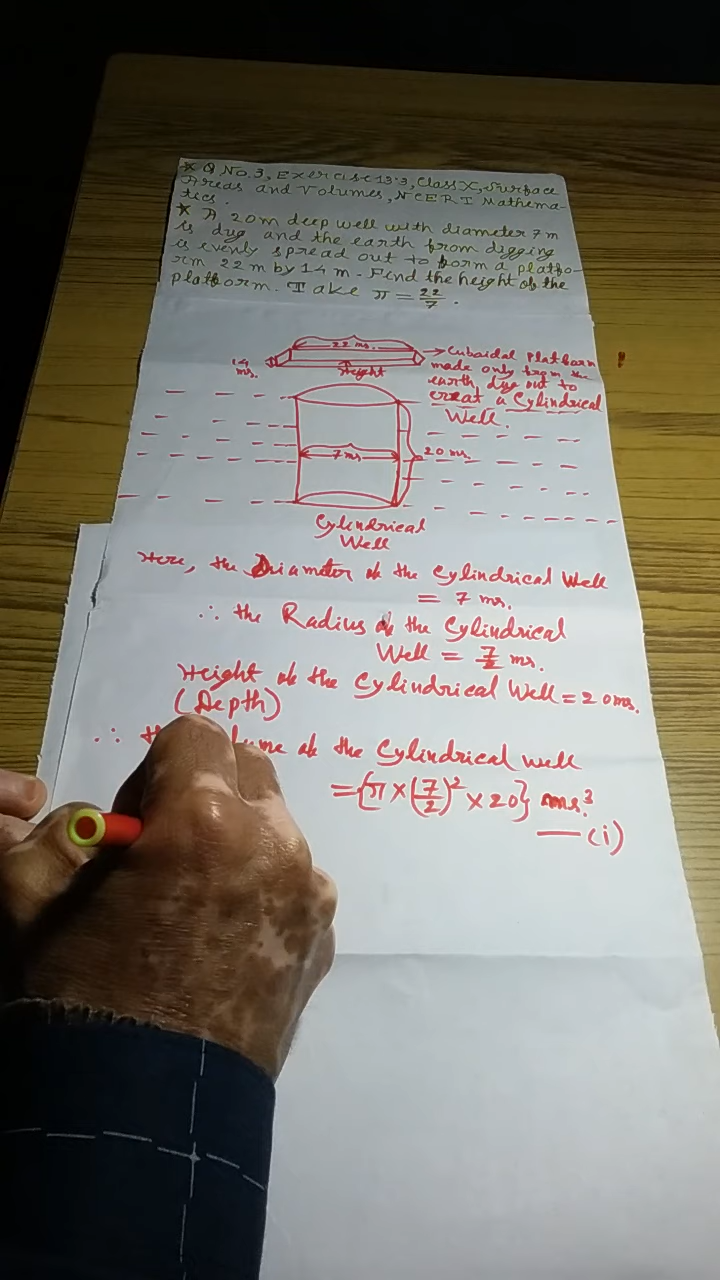 * Q.No.3, Exercise 13.3, Class X, Surface
Areas and Volumes, NCERT Mathema-
tics.
* A 20m deep well with diameter 7m
is dug and the earth from digging
is evenly spread out to form a platfo-
rm 22m by 14m. Find the height of the
platform. Take π = 22/7.
22 ms.
14 ms.
Height
→ Cuboidal Platform
made only from the
earth, dug out to
creat a Cylindrical
Well.
7 ms.
20 ms.
Cylindrical
Well
Here, the Diameter of the Cylindrical Well
= 7 ms.
∴ the Radius of the Cylindrical
Well = 7/2 ms.
Height of the Cylindrical Well = 20 ms.
(Depth)
∴ of the Cylindrical Well
= {π × (7/2)² × 20} ms.³
— (i)